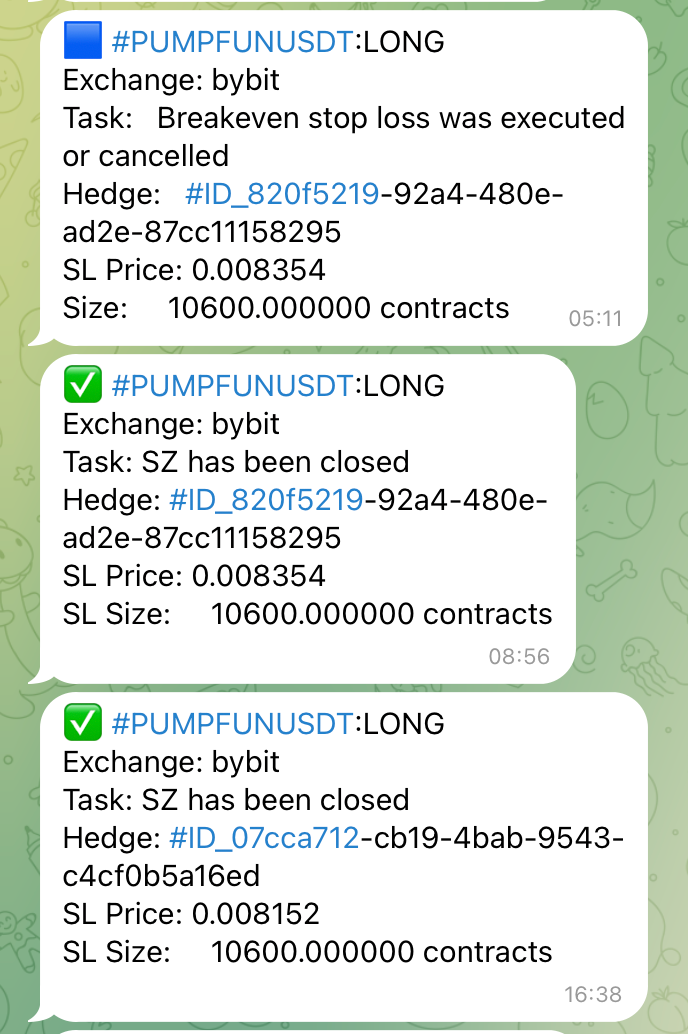 #PUMPFUNUSDT:LONG
Exchange: bybit
Task: Breakeven stop loss was executed
or cancelled
Hedge: #ID_820f5219-92a4-480e-
ad2e-87cc11158295
SL Price: 0.008354
Size: 10600.000000 contracts
05:11
#PUMPFUNUSDT:LONG
Exchange: bybit
Task: SZ has been closed
Hedge: #ID_820f5219-92a4-480e-
ad2e-87cc11158295
SL Price: 0.008354
SL Size: 10600.000000 contracts
08:56
#PUMPFUNUSDT:LONG
Exchange: bybit
Task: SZ has been closed
Hedge: #ID_07cca712-cb19-4bab-9543-
c4cf0b5a16ed
SL Price: 0.008152
SL Size: 10600.000000 contracts
16:38